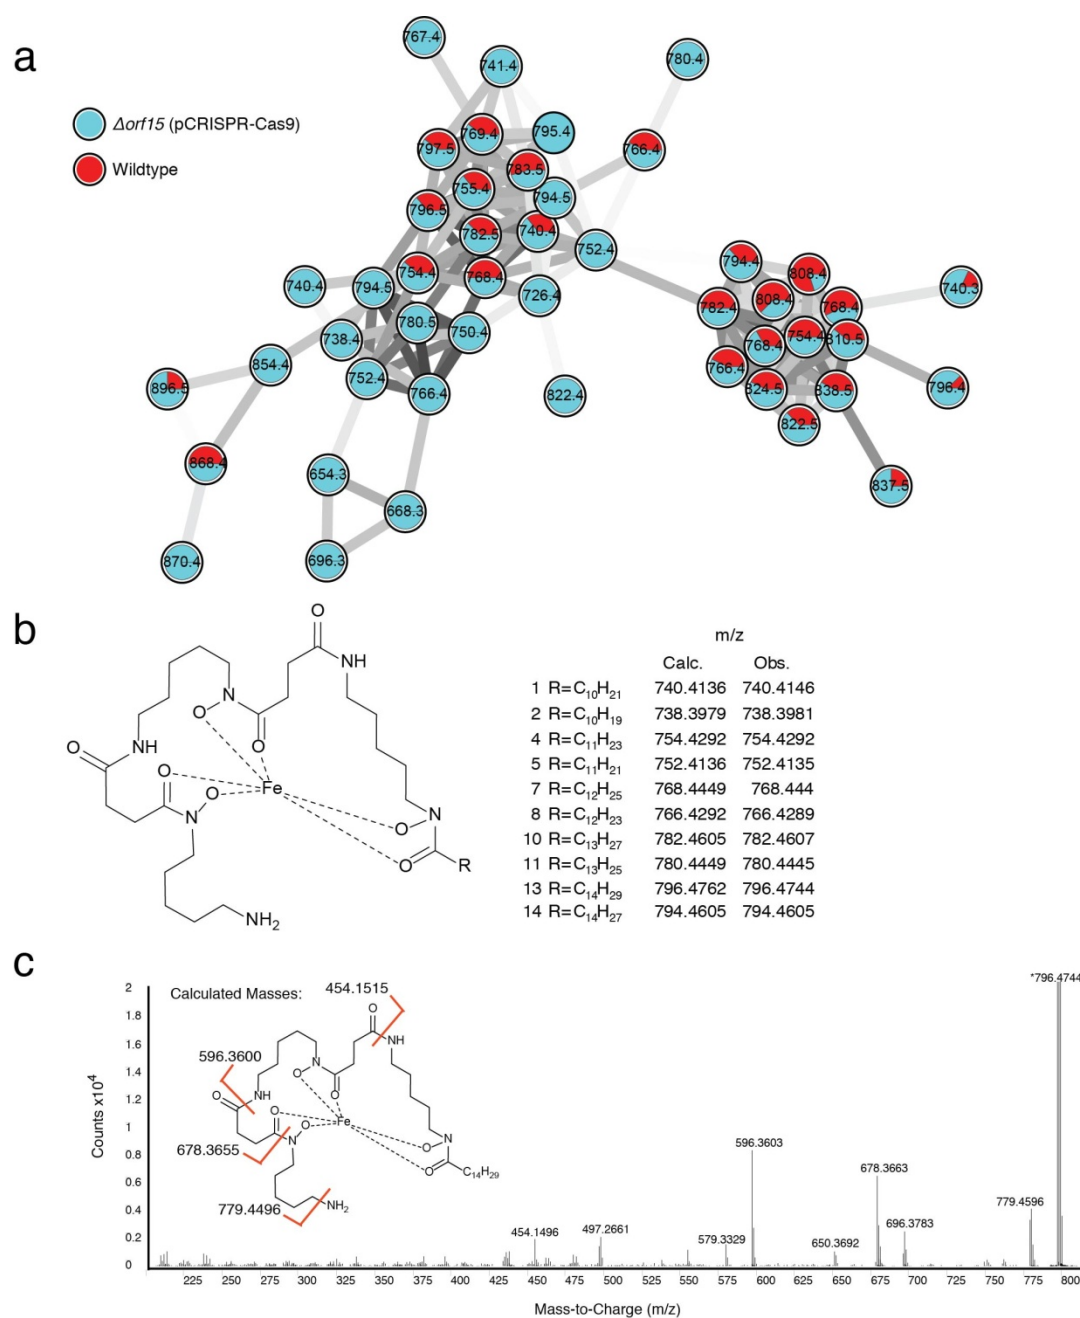 a
Δorf15 (pCRISPR-Cas9)
Wildtype
767.4
741.4
780.4
797.5
769.4
795.4
783.5
766.4
755.4
794.5
796.5
782.5
740.4
752.4
754.4
768.4
726.4
740.4
794.5
780.5
750.4
738.4
752.4
766.4
822.4
854.4
896.5
868.4
870.4
654.3
668.3
696.3
794.4
808.4
782.4
808.4
768.4
740.3
768.4
754.4
810.5
766.4
824.5
838.5
796.4
822.5
837.5
b
O
NH
N
O
O
NH
O
O
O
N
Fe
N
O
O
R
NH2
m/z
Calc. Obs.
1 R=C10H21 740.4136 740.4146
2 R=C10H19 738.3979 738.3981
4 R=C11H23 754.4292 754.4292
5 R=C11H21 752.4136 752.4135
7 R=C12H25 768.4449 768.444
8 R=C12H23 766.4292 766.4289
10 R=C13H27 782.4605 782.4607
11 R=C13H25 780.4449 780.4445
13 R=C14H29 796.4762 796.4744
14 R=C14H27 794.4605 794.4605
c
Calculated Masses:
454.1515
596.3600
678.3655
779.4496
O
NH
N
O
O
NH
O
O
O
N
Fe
N
O
O
C14H29
NH2
*796.4744
596.3603
678.3663
779.4596
696.3783
454.1496
497.2661
579.3329
650.3692
Counts x10^4
2
1.8
1.6
1.4
1.2
1
0.8
0.6
0.4
0.2
0
225 250 275 300 325 350 375 400 425 450 475 500 525 550 575 600 625 650 675 700 725 750 775 800
Mass-to-Charge (m/z)